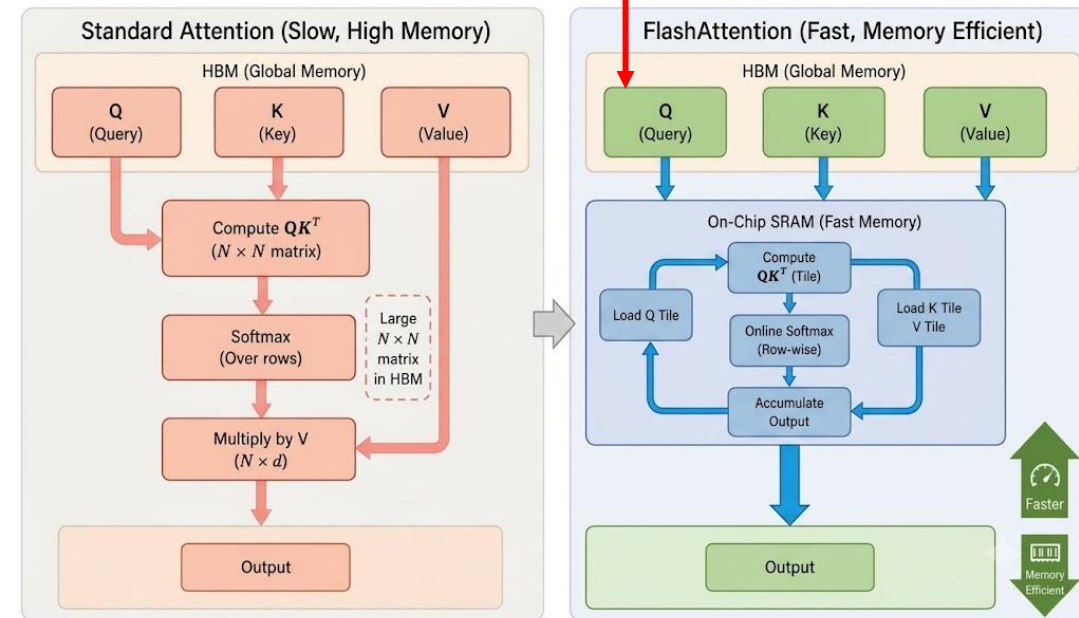 Standard Attention (Slow, High Memory)
HBM (Global Memory)
Q
(Query)
K
(Key)
V
(Value)
Compute QKᵀ
(N × N matrix)
Softmax
(Over rows)
Large
N × N
matrix
in HBM
Multiply by V
(N × d)
Output
FlashAttention (Fast, Memory Efficient)
HBM (Global Memory)
Q
(Query)
K
(Key)
V
(Value)
On-Chip SRAM (Fast Memory)
Compute
QKᵀ (Tile)
Load Q Tile
Online Softmax
(Row-wise)
Load K Tile
V Tile
Accumulate
Output
Output
Faster
Memory
Efficient